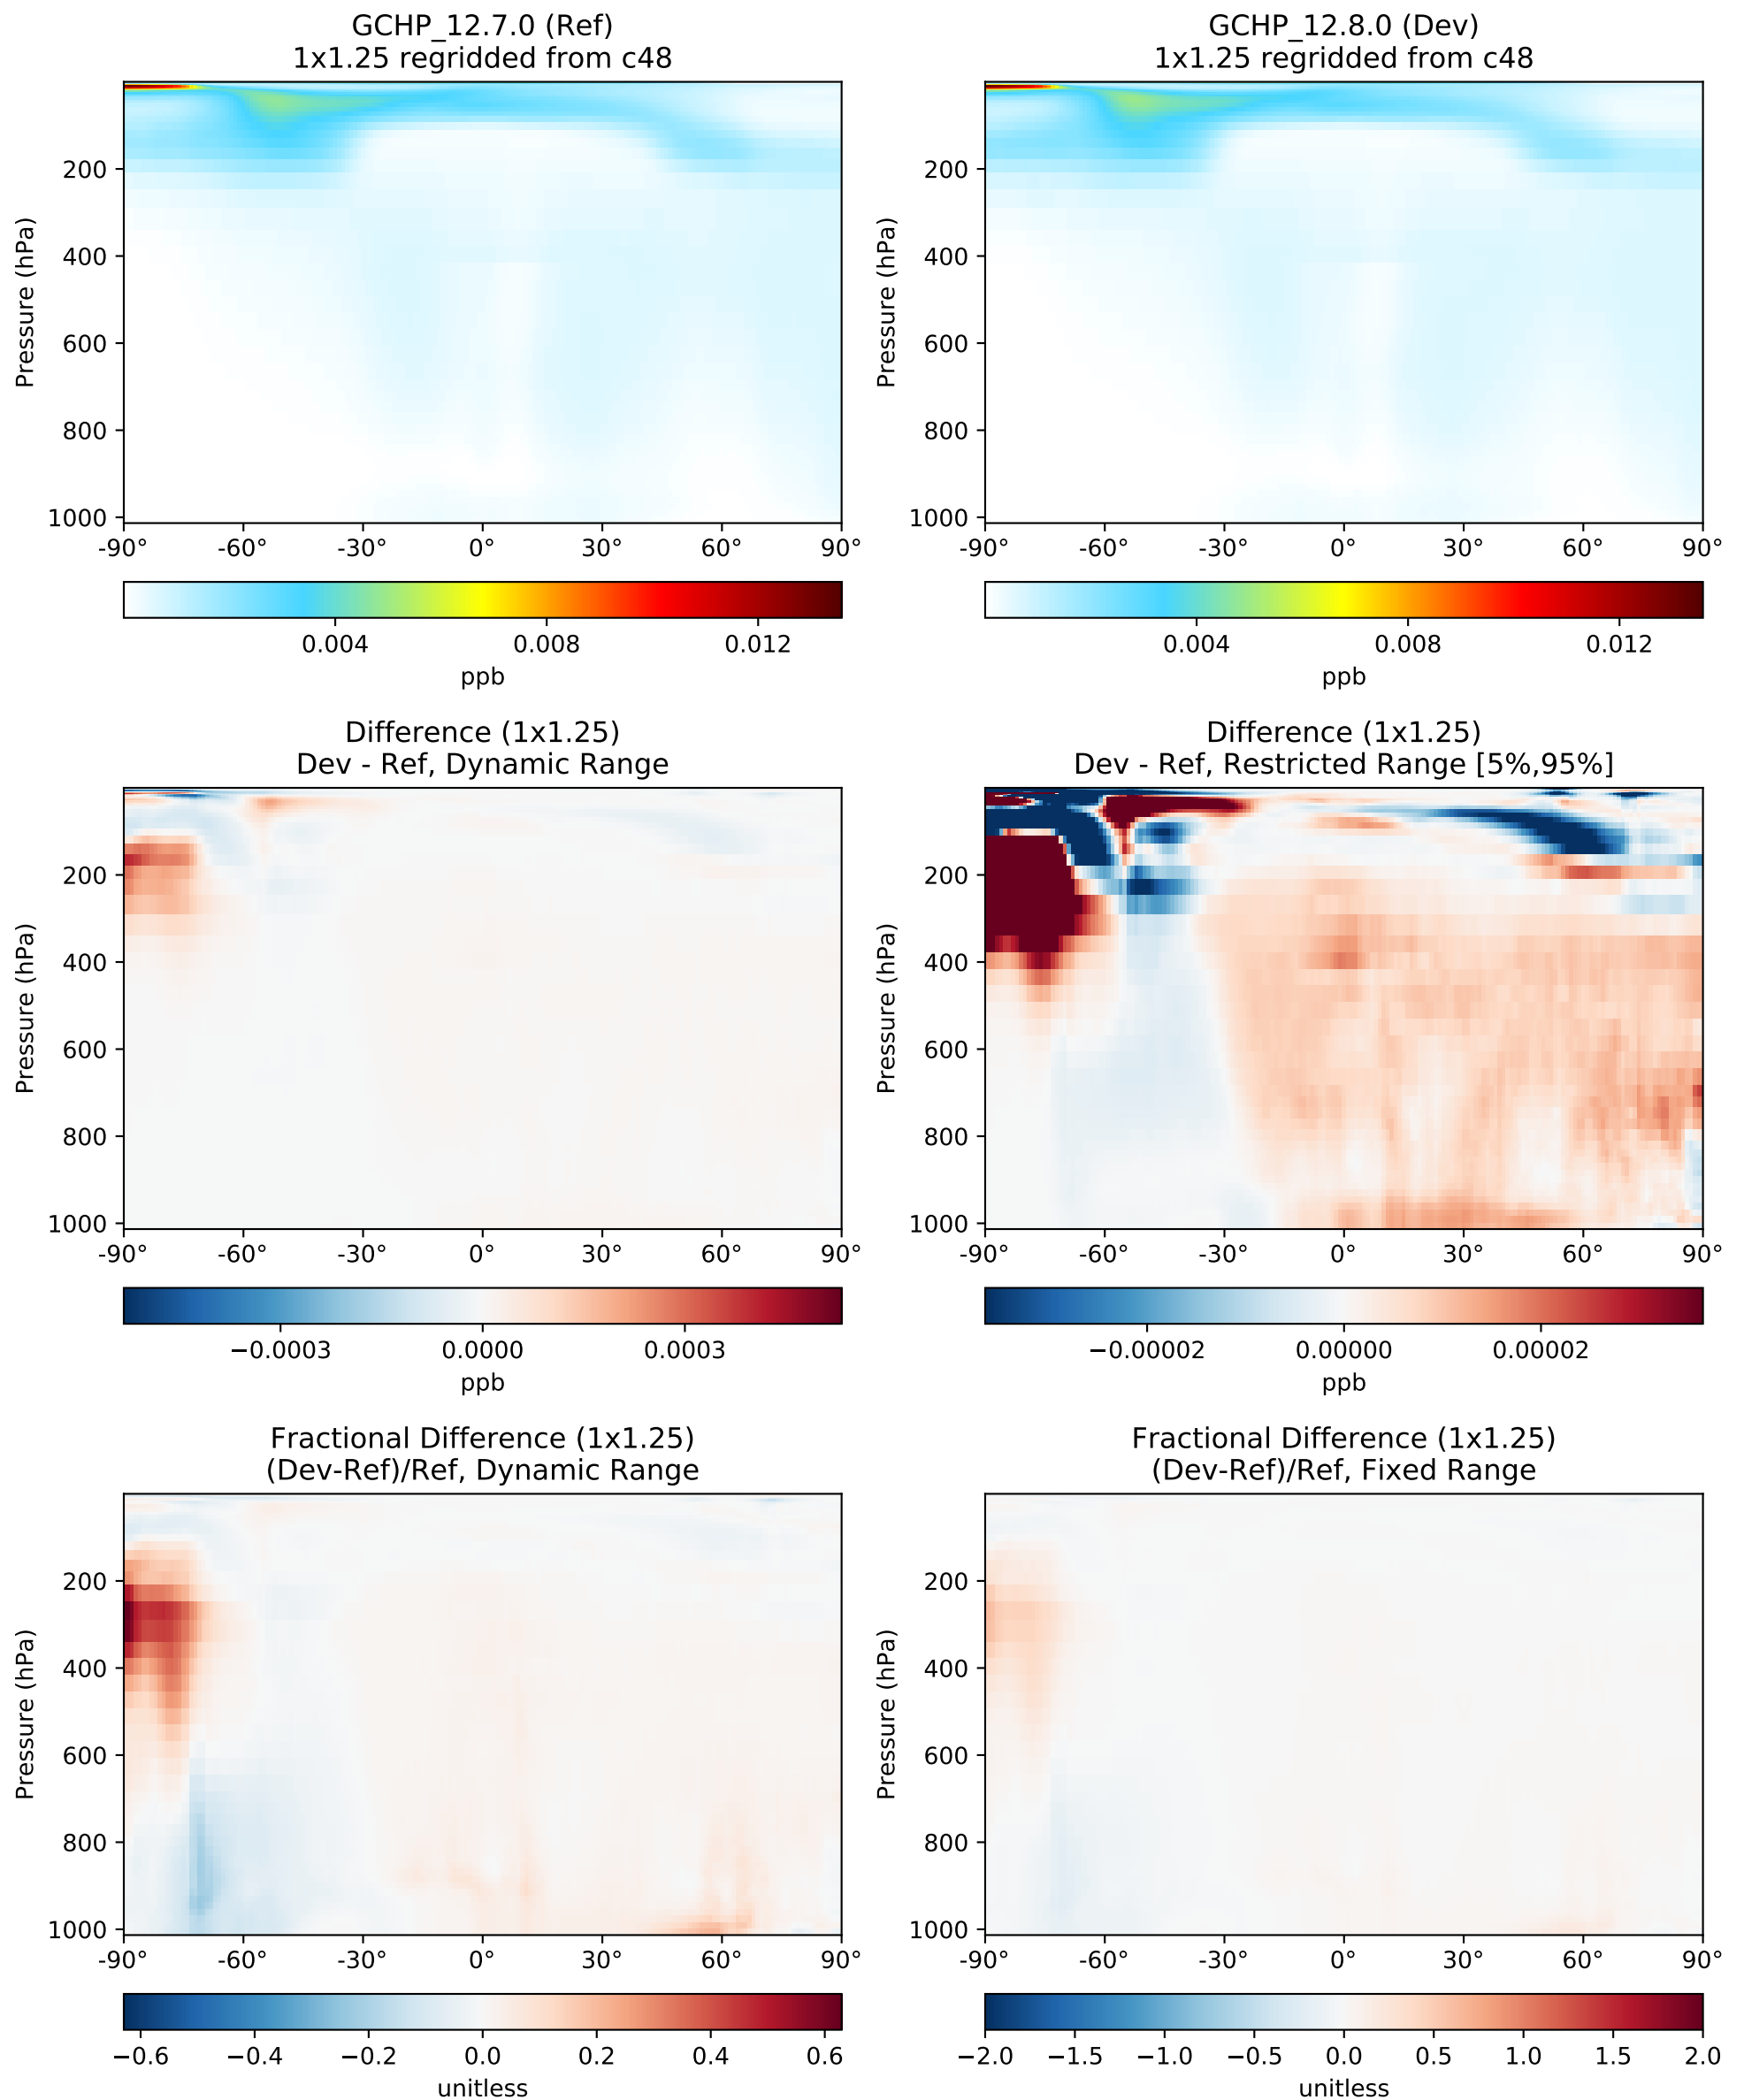 GCHP_12.7.0 (Ref)
1x1.25 regridded from c48
Pressure (hPa)
200
400
600
800
1000
-90° -60° -30° 0° 30° 60° 90°
0.004 0.008 0.012
ppb
GCHP_12.8.0 (Dev)
1x1.25 regridded from c48
Pressure (hPa)
200
400
600
800
1000
-90° -60° -30° 0° 30° 60° 90°
0.004 0.008 0.012
ppb
Difference (1x1.25)
Dev - Ref, Dynamic Range
Pressure (hPa)
200
400
600
800
1000
-90° -60° -30° 0° 30° 60° 90°
−0.0003 0.0000 0.0003
ppb
Difference (1x1.25)
Dev - Ref, Restricted Range [5%,95%]
Pressure (hPa)
200
400
600
800
1000
-90° -60° -30° 0° 30° 60° 90°
−0.00002 0.00000 0.00002
ppb
Fractional Difference (1x1.25)
(Dev-Ref)/Ref, Dynamic Range
Pressure (hPa)
200
400
600
800
1000
-90° -60° -30° 0° 30° 60° 90°
−0.6 −0.4 −0.2 0.0 0.2 0.4 0.6
unitless
Fractional Difference (1x1.25)
(Dev-Ref)/Ref, Fixed Range
Pressure (hPa)
200
400
600
800
1000
-90° -60° -30° 0° 30° 60° 90°
−2.0 −1.5 −1.0 −0.5 0.0 0.5 1.0 1.5 2.0
unitless